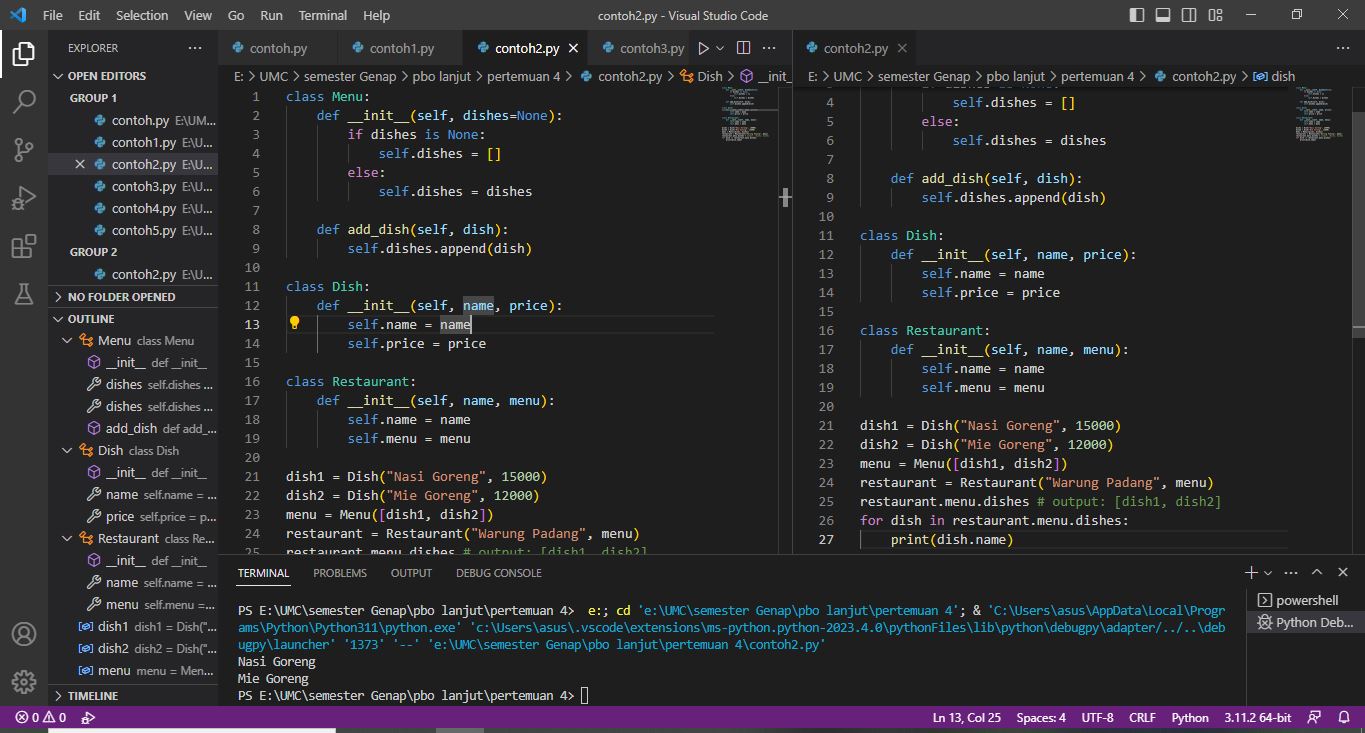 File Edit Selection View Go Run Terminal Help contoh2.py - Visual Studio Code
EXPLORER ···
OPEN EDITORS
GROUP 1
contoh.py E:\UM...
contoh1.py E:\U...
contoh2.py E:\U...
contoh3.py E:\U...
contoh4.py E:\U...
contoh5.py E:\U...
GROUP 2
contoh2.py E:\U...
NO FOLDER OPENED
OUTLINE
Menu class Menu
__init__ def __init__
dishes self.dishes ...
dishes self.dishes ...
add_dish def add_...
Dish class Dish
__init__ def __init__
name self.name = ...
price self.price = p...
Restaurant class Re...
__init__ def __init__
name self.name = ...
menu self.menu =...
dish1 dish1 = Dish("...
dish2 dish2 = Dish("...
menu menu = Men...
TIMELINE
contoh.py contoh1.py contoh2.py contoh3.py
E: > UMC > semester Genap > pbo lanjut > pertemuan 4 > contoh2.py > Dish > __init_
1 class Menu:
2 def __init__(self, dishes=None):
3 if dishes is None:
4 self.dishes = []
5 else:
6 self.dishes = dishes
7
8 def add_dish(self, dish):
9 self.dishes.append(dish)
10
11 class Dish:
12 def __init__(self, name, price):
13 self.name = name
14 self.price = price
15
16 class Restaurant:
17 def __init__(self, name, menu):
18 self.name = name
19 self.menu = menu
20
21 dish1 = Dish("Nasi Goreng", 15000)
22 dish2 = Dish("Mie Goreng", 12000)
23 menu = Menu([dish1, dish2])
24 restaurant = Restaurant("Warung Padang", menu)
25 restaurant.menu.dishes # output: [dish1, dish2]
contoh2.py
E: > UMC > semester Genap > pbo lanjut > pertemuan 4 > contoh2.py > dish
4 self.dishes = []
5 else:
6 self.dishes = dishes
7
8 def add_dish(self, dish):
9 self.dishes.append(dish)
10
11 class Dish:
12 def __init__(self, name, price):
13 self.name = name
14 self.price = price
15
16 class Restaurant:
17 def __init__(self, name, menu):
18 self.name = name
19 self.menu = menu
20
21 dish1 = Dish("Nasi Goreng", 15000)
22 dish2 = Dish("Mie Goreng", 12000)
23 menu = Menu([dish1, dish2])
24 restaurant = Restaurant("Warung Padang", menu)
25 restaurant.menu.dishes # output: [dish1, dish2]
26 for dish in restaurant.menu.dishes:
27 print(dish.name)
TERMINAL PROBLEMS OUTPUT DEBUG CONSOLE
PS E:\UMC\semester Genap\pbo lanjut\pertemuan 4> e:; cd 'e:\UMC\semester Genap\pbo lanjut\pertemuan 4'; & 'C:\Users\asus\AppData\Local\Progr
ams\Python\Python311\python.exe' 'c:\Users\asus\.vscode\extensions\ms-python.python-2023.4.0\pythonFiles\lib\python\debugpy\adapter/../..\deb
ugpy\launcher' '1373' '--' 'e:\UMC\semester Genap\pbo lanjut\pertemuan 4\contoh2.py'
Nasi Goreng
Mie Goreng
PS E:\UMC\semester Genap\pbo lanjut\pertemuan 4>
powershell
Python Deb...
0 0 Ln 13, Col 25 Spaces: 4 UTF-8 CRLF Python 3.11.2 64-bit